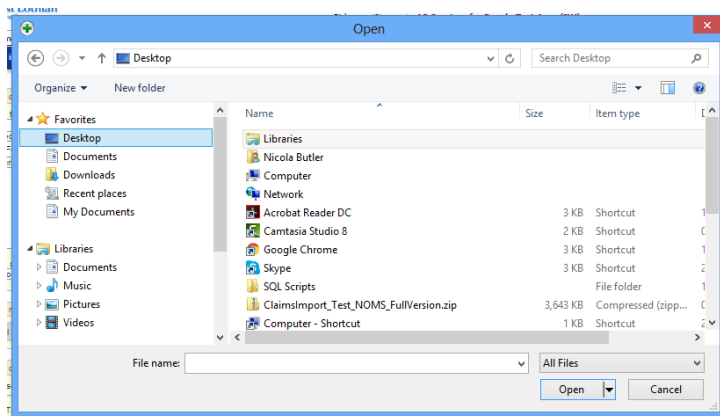 Open
Desktop
Search Desktop
Organize
New folder
Name Size Item type
Favorites
Desktop
Documents
Downloads
Recent places
My Documents
Libraries
Documents
Music
Pictures
Videos
Libraries
Nicola Butler
Computer
Network
Acrobat Reader DC 3 KB Shortcut
Camtasia Studio 8 2 KB Shortcut
Google Chrome 3 KB Shortcut
Skype 3 KB Shortcut
SQL Scripts File folder
ClaimsImport_Test_NOMS_FullVersion.zip 3,643 KB Compressed (zipp...
Computer - Shortcut 1 KB Shortcut
File name:
All Files
Open
Cancel